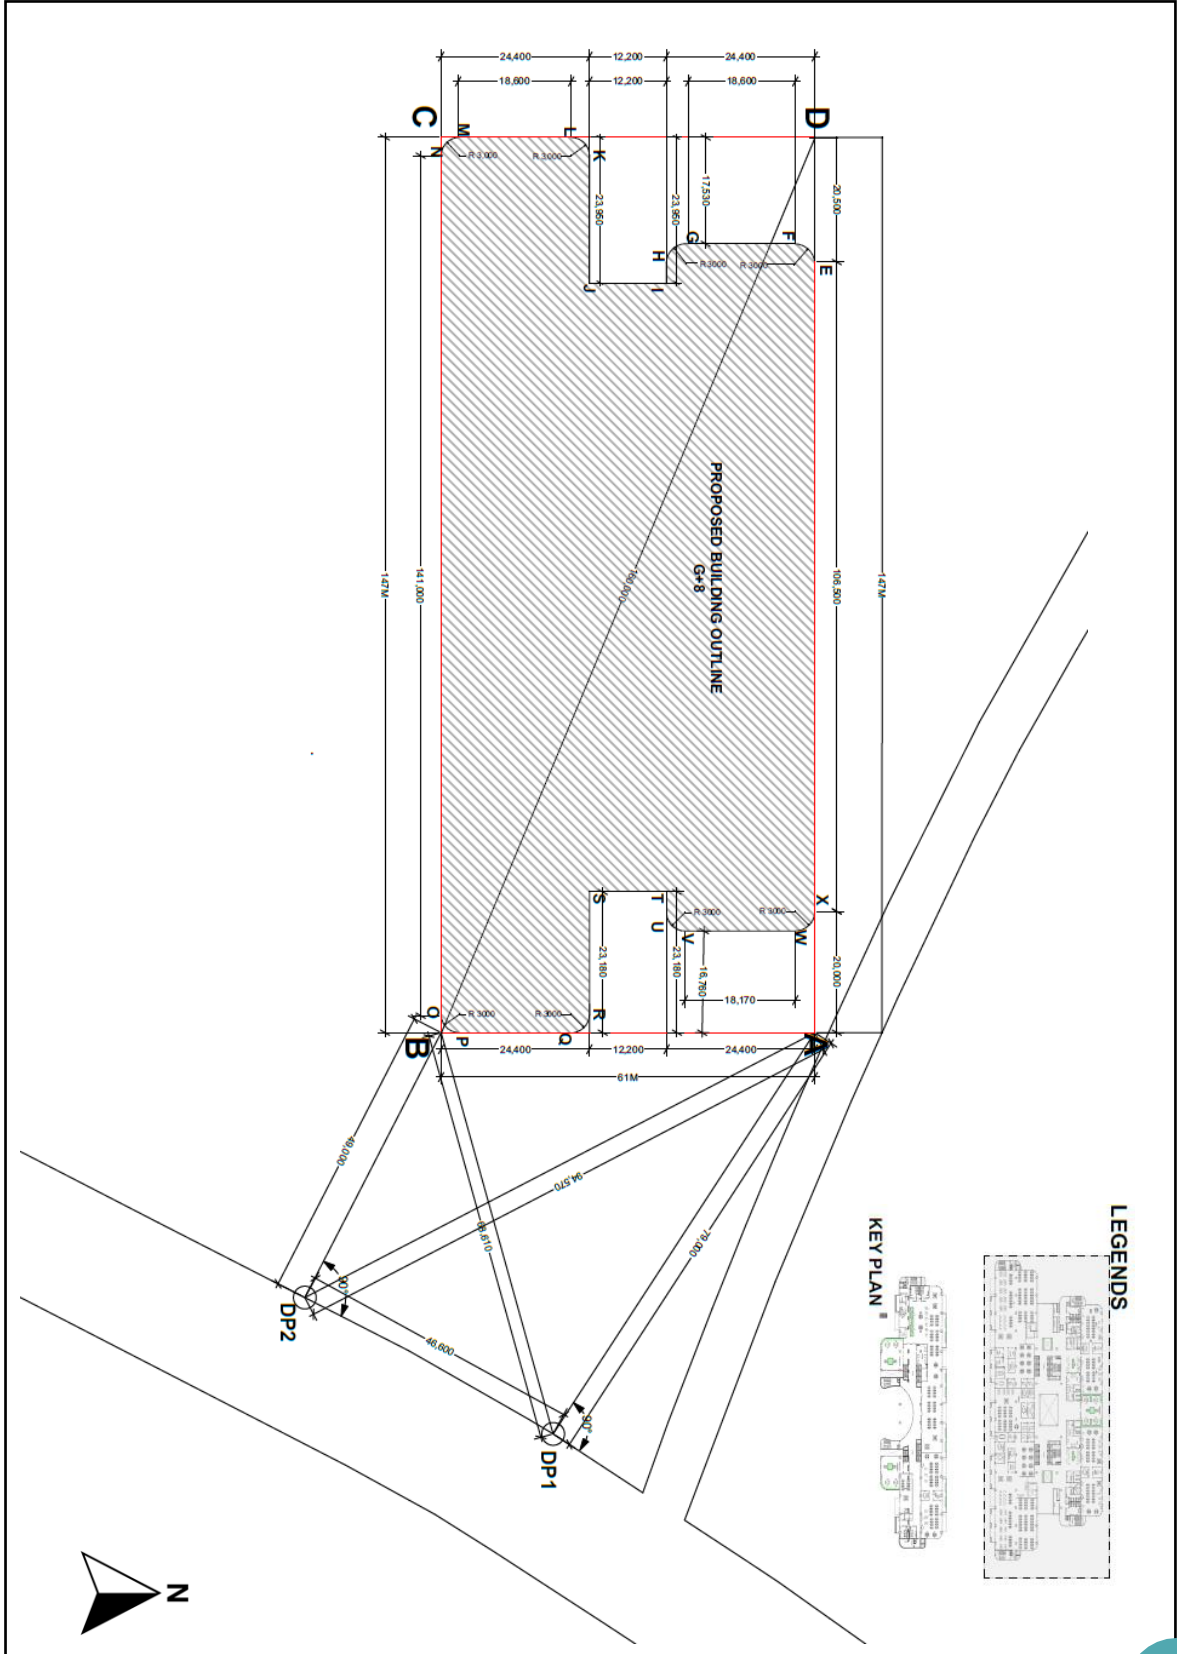 24,400
12,200
24,400
18,600
12,200
18,600
C
M
L
D
N
R 3,000
R 3,000
K
17,530
20,500
23,950
23,950
G
F
H
R 3000
R 3000
E
J
I
PROPOSED BUILDING OUTLINE
G+8
147M
141,000
160,000
106,500
147M
S
T
X
R 3000
R 3000
U
V
W
23,180
23,180
16,760
20,000
18,170
O
R 3000
R 3000
R
B
P
Q
A
24,400
12,200
24,400
61M
49,000
94,570
68,610
79,000
90°
DP2
46,600
90°
DP1
LEGENDS
KEY PLAN
N